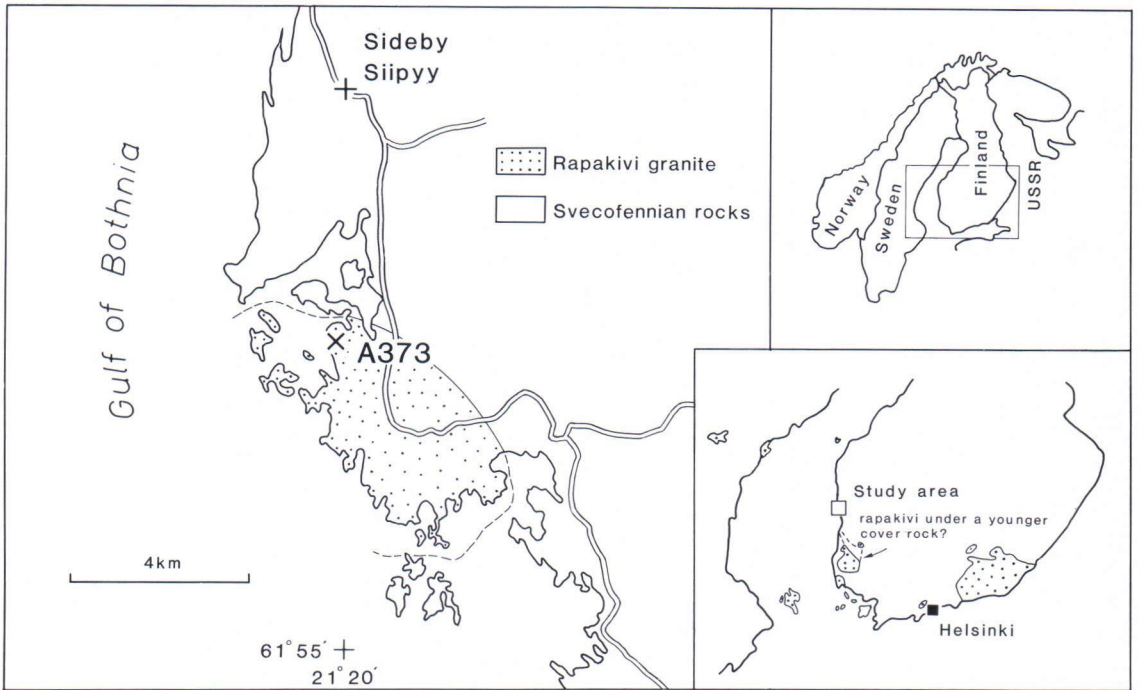 Sideby
Siipyy
Rapakivi granite
Svecofennian rocks
Gulf of Bothnia
A373
4km
61°55′
21°20′
Norway
Sweden
Finland
USSR
Study area
rapakivi under a younger
cover rock?
Helsinki